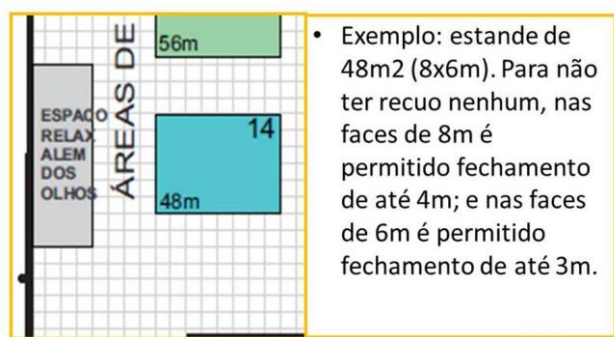 56m
ÁREAS DE
ESPAÇO
RELAX
ALEM
DOS
OLHOS
14
48m
• Exemplo: estande de
48m2 (8x6m). Para não
ter recuo nenhum, nas
faces de 8m é
permitido fechamento
de até 4m; e nas faces
de 6m é permitido
fechamento de até 3m.